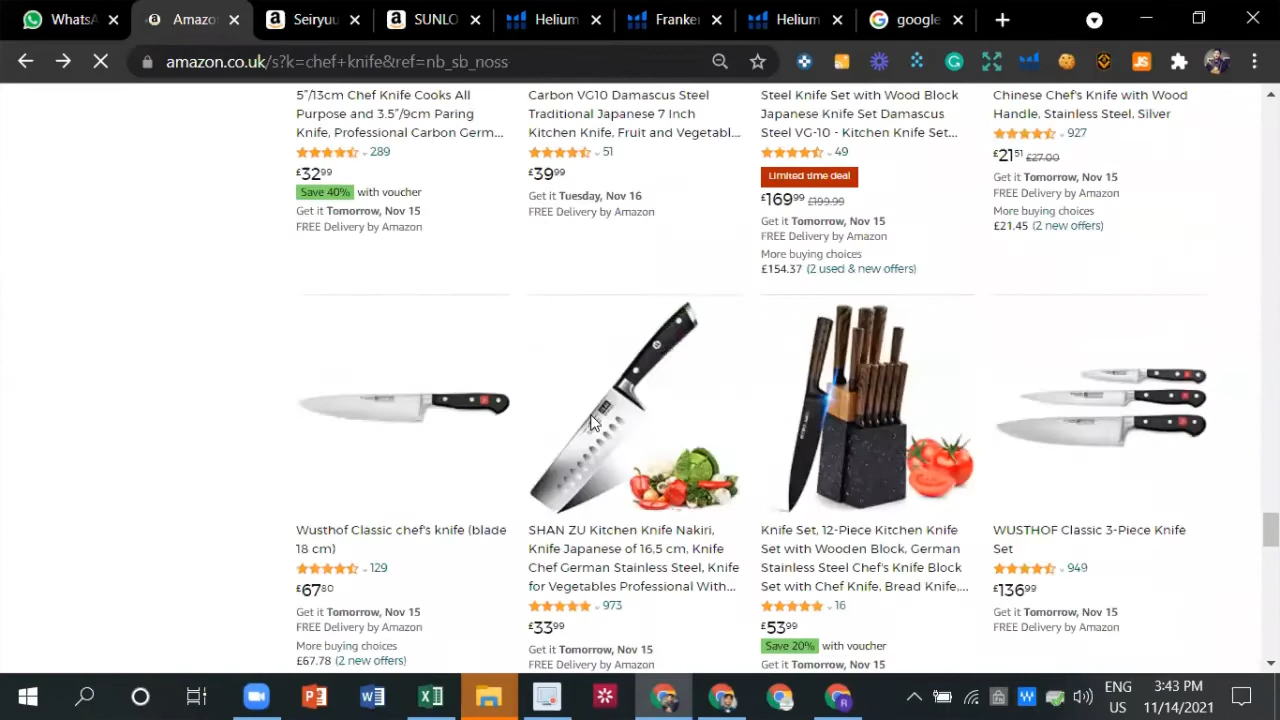 WhatsA
Amazo
Seiryuu
SUNLO
Helium
Franker
Helium
google
amazon.co.uk/s?k=chef+knife&ref=nb_sb_noss
5"/13cm Chef Knife Cooks All
Purpose and 3.5"/9cm Paring
Knife, Professional Carbon Germ...
289
£32.99
Save 40% with voucher
Get it Tomorrow, Nov 15
FREE Delivery by Amazon
Carbon VG10 Damascus Steel
Traditional Japanese 7 Inch
Kitchen Knife, Fruit and Vegetabl...
51
£39.99
Get it Tuesday, Nov 16
FREE Delivery by Amazon
Steel Knife Set with Wood Block
Japanese Knife Set Damascus
Steel VG-10 - Kitchen Knife Set...
49
Limited time deal
£169.99 £199.99
Get it Tomorrow, Nov 15
FREE Delivery by Amazon
More buying choices
£154.37 (2 used & new offers)
Chinese Chef's Knife with Wood
Handle, Stainless Steel, Silver
927
£21.51 £27.00
Get it Tomorrow, Nov 15
FREE Delivery by Amazon
More buying choices
£21.45 (2 new offers)
Wusthof Classic chef's knife (blade
18 cm)
129
£67.80
Get it Tomorrow, Nov 15
FREE Delivery by Amazon
More buying choices
£67.78 (2 new offers)
SHAN ZU Kitchen Knife Nakiri,
Knife Japanese of 16.5 cm, Knife
Chef German Stainless Steel, Knife
for Vegetables Professional With...
973
£33.99
Get it Tomorrow, Nov 15
FREE Delivery by Amazon
Knife Set, 12-Piece Kitchen Knife
Set with Wooden Block, German
Stainless Steel Chef's Knife Block
Set with Chef Knife, Bread Knife,...
16
£53.99
Save 20% with voucher
Get it Tomorrow, Nov 15
WUSTHOF Classic 3-Piece Knife
Set
949
£136.99
Get it Tomorrow, Nov 15
FREE Delivery by Amazon
ENG
US
3:43 PM
11/14/2021